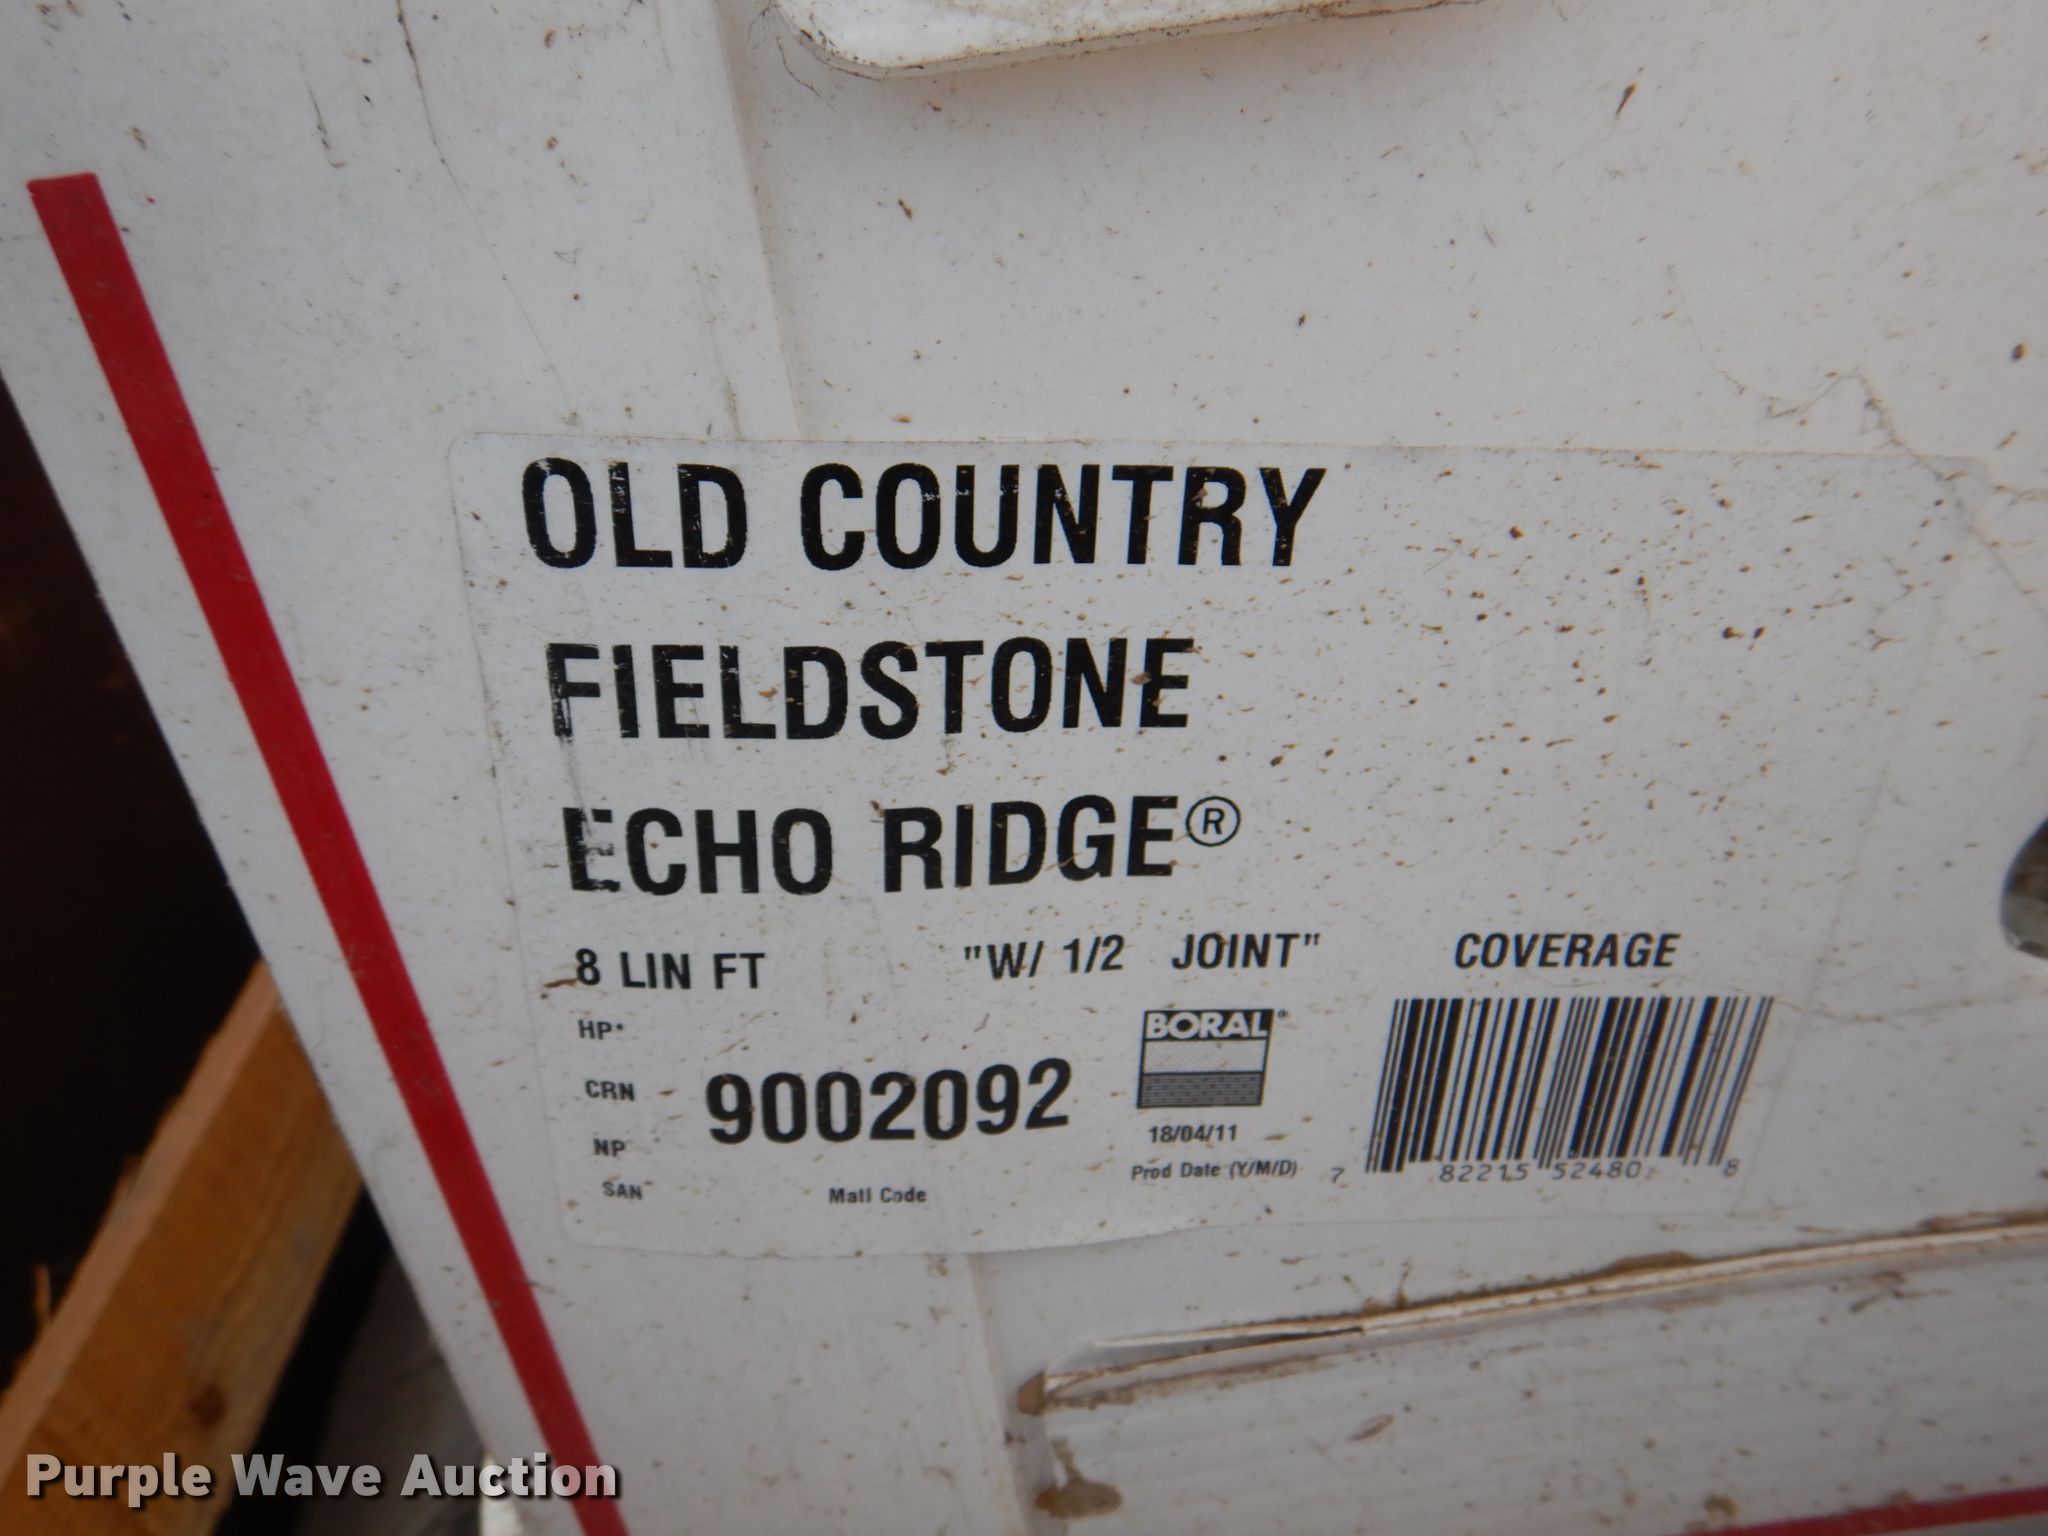 OLD COUNTRY
FIELDSTONE
ECHO RIDGE®
8 LIN FT "W/ 1/2 JOINT" COVERAGE
HP*
CRN
NP
SAN
9002092
Matl Code
BORAL®
18/04/11
Prod Date (Y/M/D)
7 82215 52480 8
Purple Wave Auction